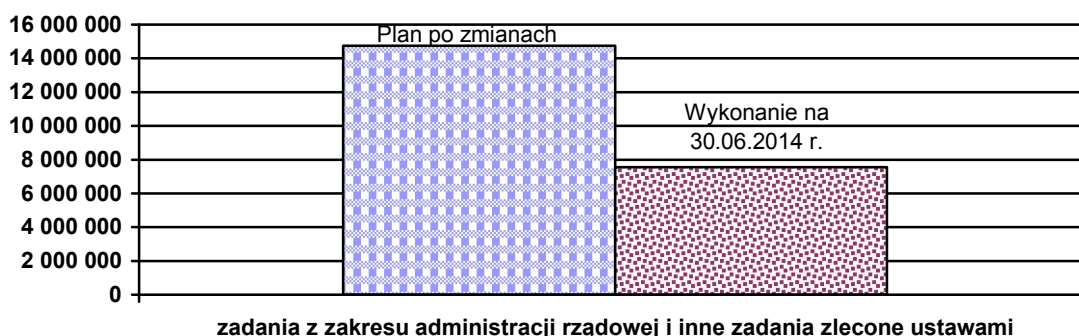 16 000 000
14 000 000
12 000 000
10 000 000
8 000 000
6 000 000
4 000 000
2 000 000
0
Plan po zmianach
Wykonanie na
30.06.2014 r.
zadania z zakresu administracji rządowej i inne zadania zlecone ustawami